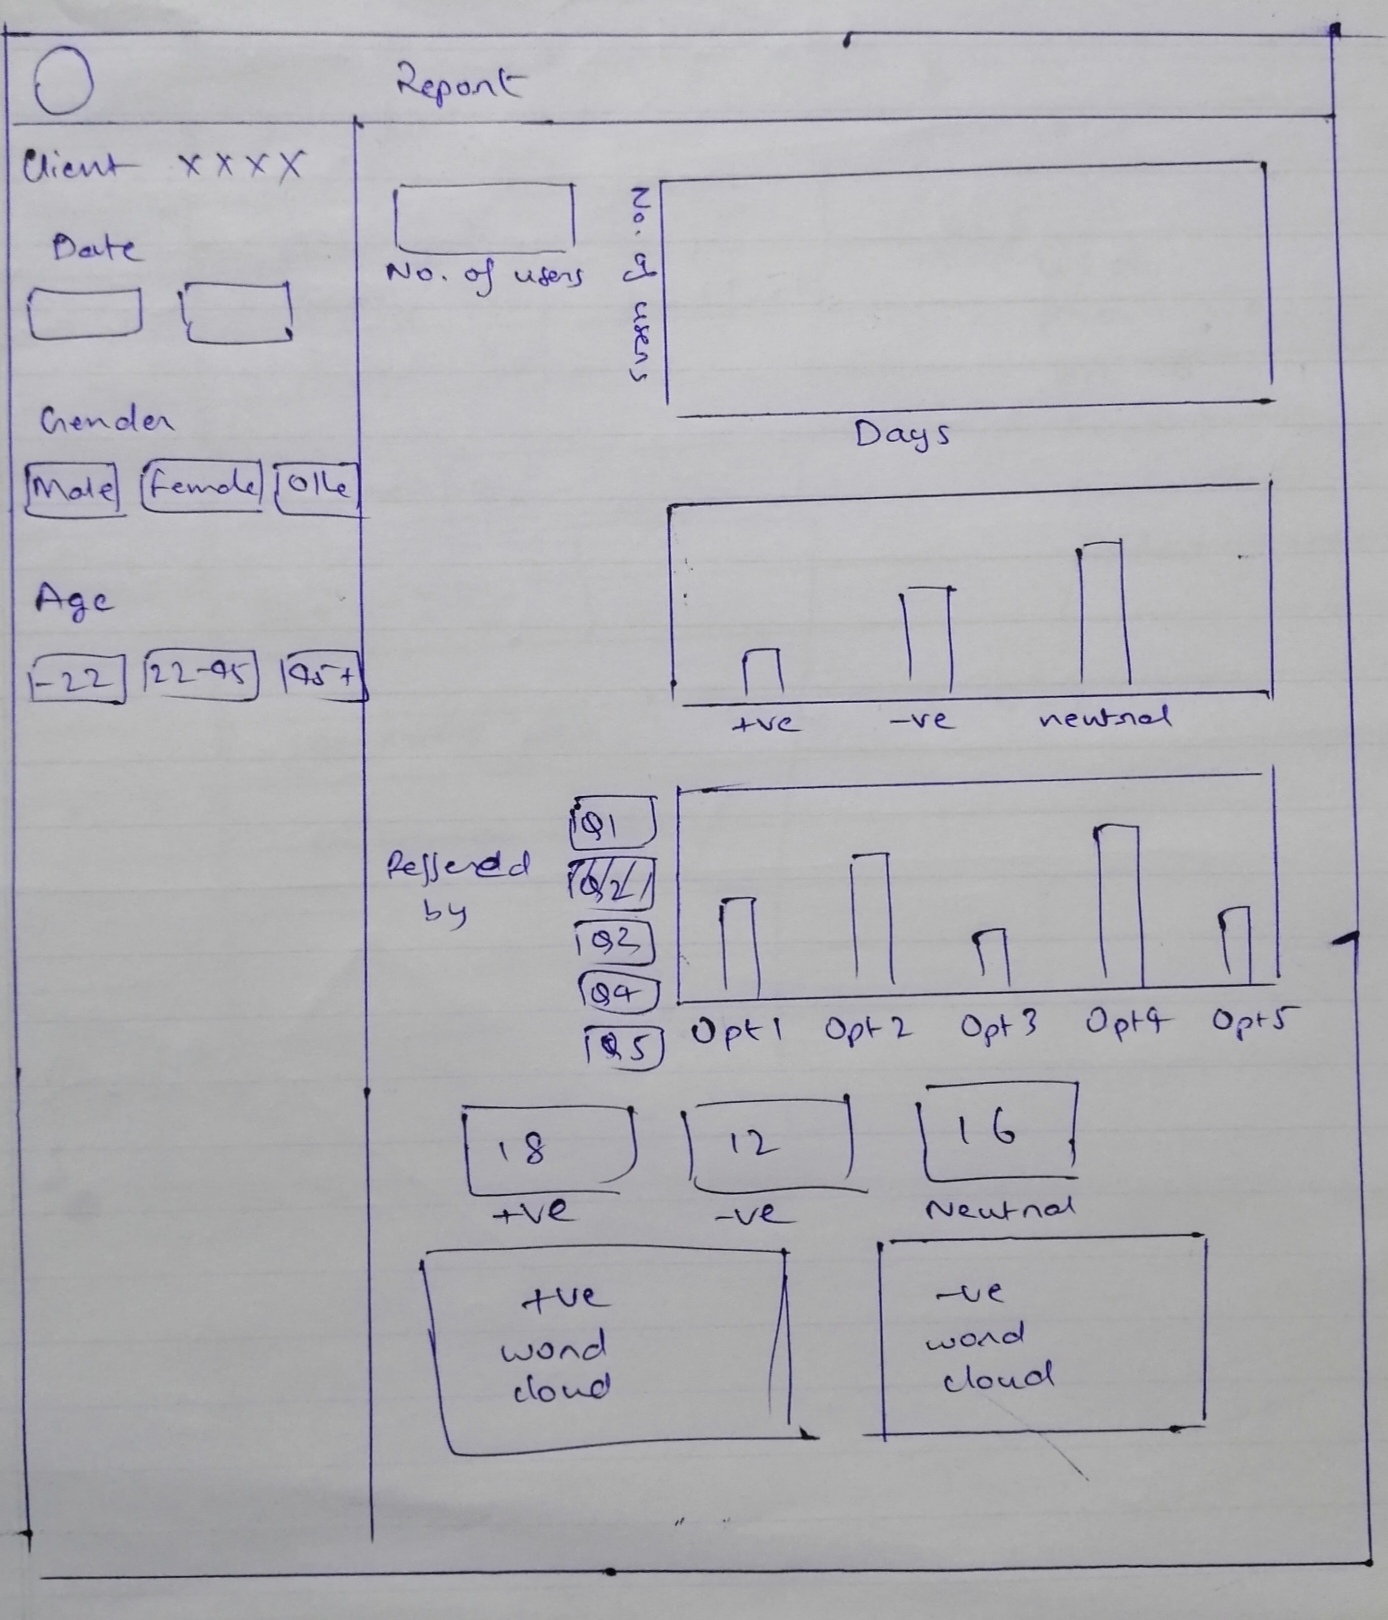 Report
Client xxxx
Date
Gender
Male Female Othe
Age
-22 22-45 45+
No. of users
No. of users
Days
+ve -ve neutral
Reffered
by
Q1
Q2
Q3
Q4
Q5
Opt 1 Opt 2 Opt 3 Opt 4 Opt 5
18 12 16
+ve -ve Neutral
+ve
word
cloud
-ve
word
cloud